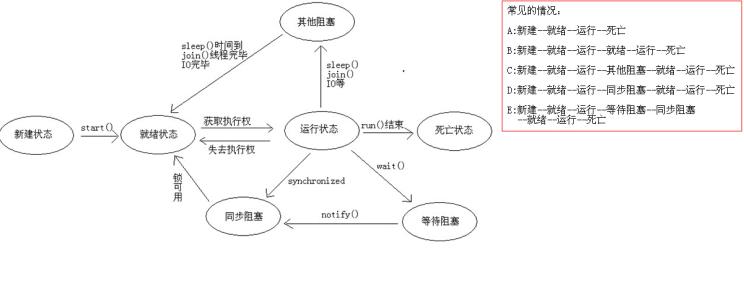 其他阻塞
常见的情况：
A:新建--就绪--运行--死亡
B:新建--就绪--运行--就绪--运行--死亡
C:新建--就绪--运行--其他阻塞--就绪--运行--死亡
D:新建--就绪--运行--同步阻塞--就绪--运行--死亡
E:新建--就绪--运行--等待阻塞--同步阻塞
--就绪--运行--死亡
sleep()时间到
join()线程完毕
IO完毕
sleep()
join()
IO等
新建状态
start()
就绪状态
获取执行权
失去执行权
运行状态
run()结束
死亡状态
锁可用
synchronized
wait()
同步阻塞
notify()
等待阻塞